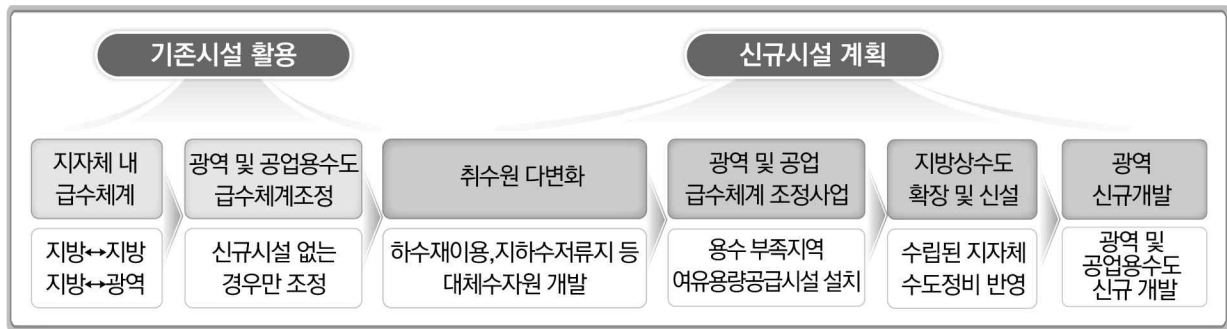 기존시설 활용
신규시설 계획
지자체 내
급수체계
지방↔지방
지방↔광역
광역 및 공업용수도
급수체계조정
신규시설 없는
경우만 조정
취수원 다변화
하수재이용,지하수저류지 등
대체수자원 개발
광역 및 공업
급수체계 조정사업
용수 부족지역
여유용량공급시설 설치
지방상수도
확장 및 신설
수립된 지자체
수도정비 반영
광역
신규개발
광역 및
공업용수도
신규 개발